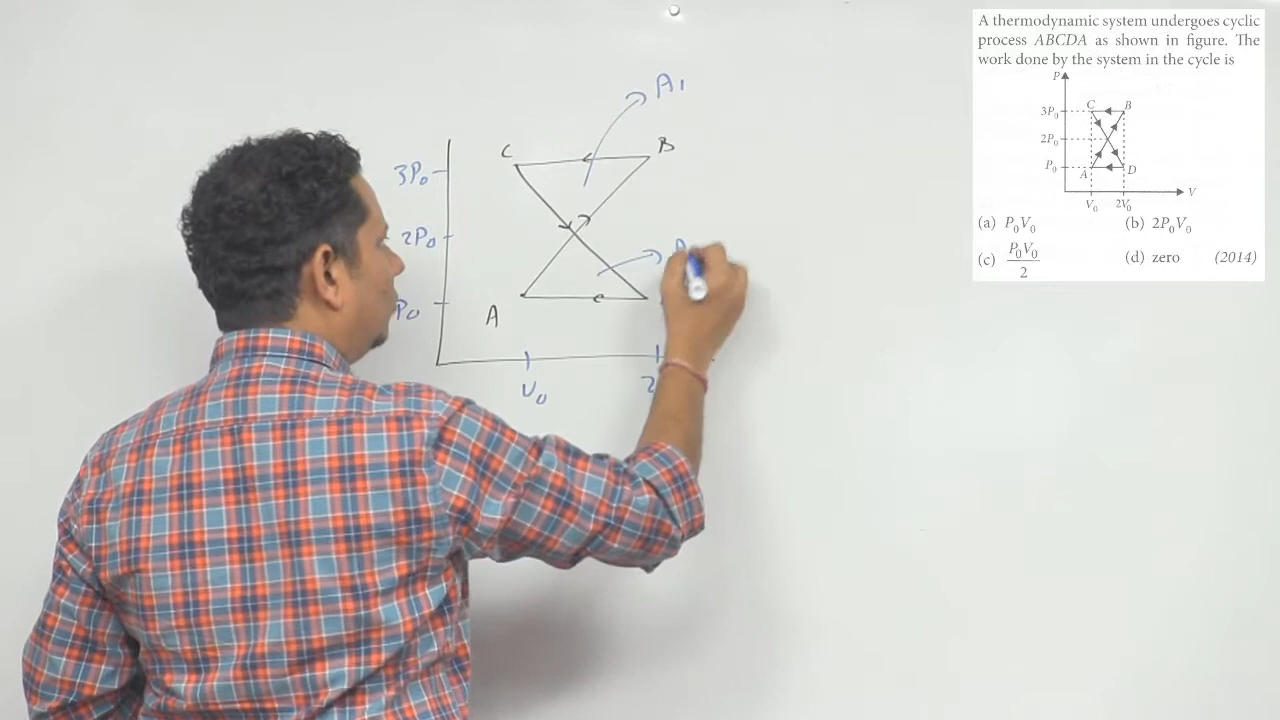 A thermodynamic system undergoes cyclic
process ABCDA as shown in figure. The
work done by the system in the cycle is
P
C B
3P₀
2P₀
P₀
A D
V
V₀ 2V₀
(a) P₀V₀ (b) 2P₀V₀
(c) P₀V₀/2 (d) zero (2014)
A1
C B
3P₀
2P₀
P₀
A
V₀ 2